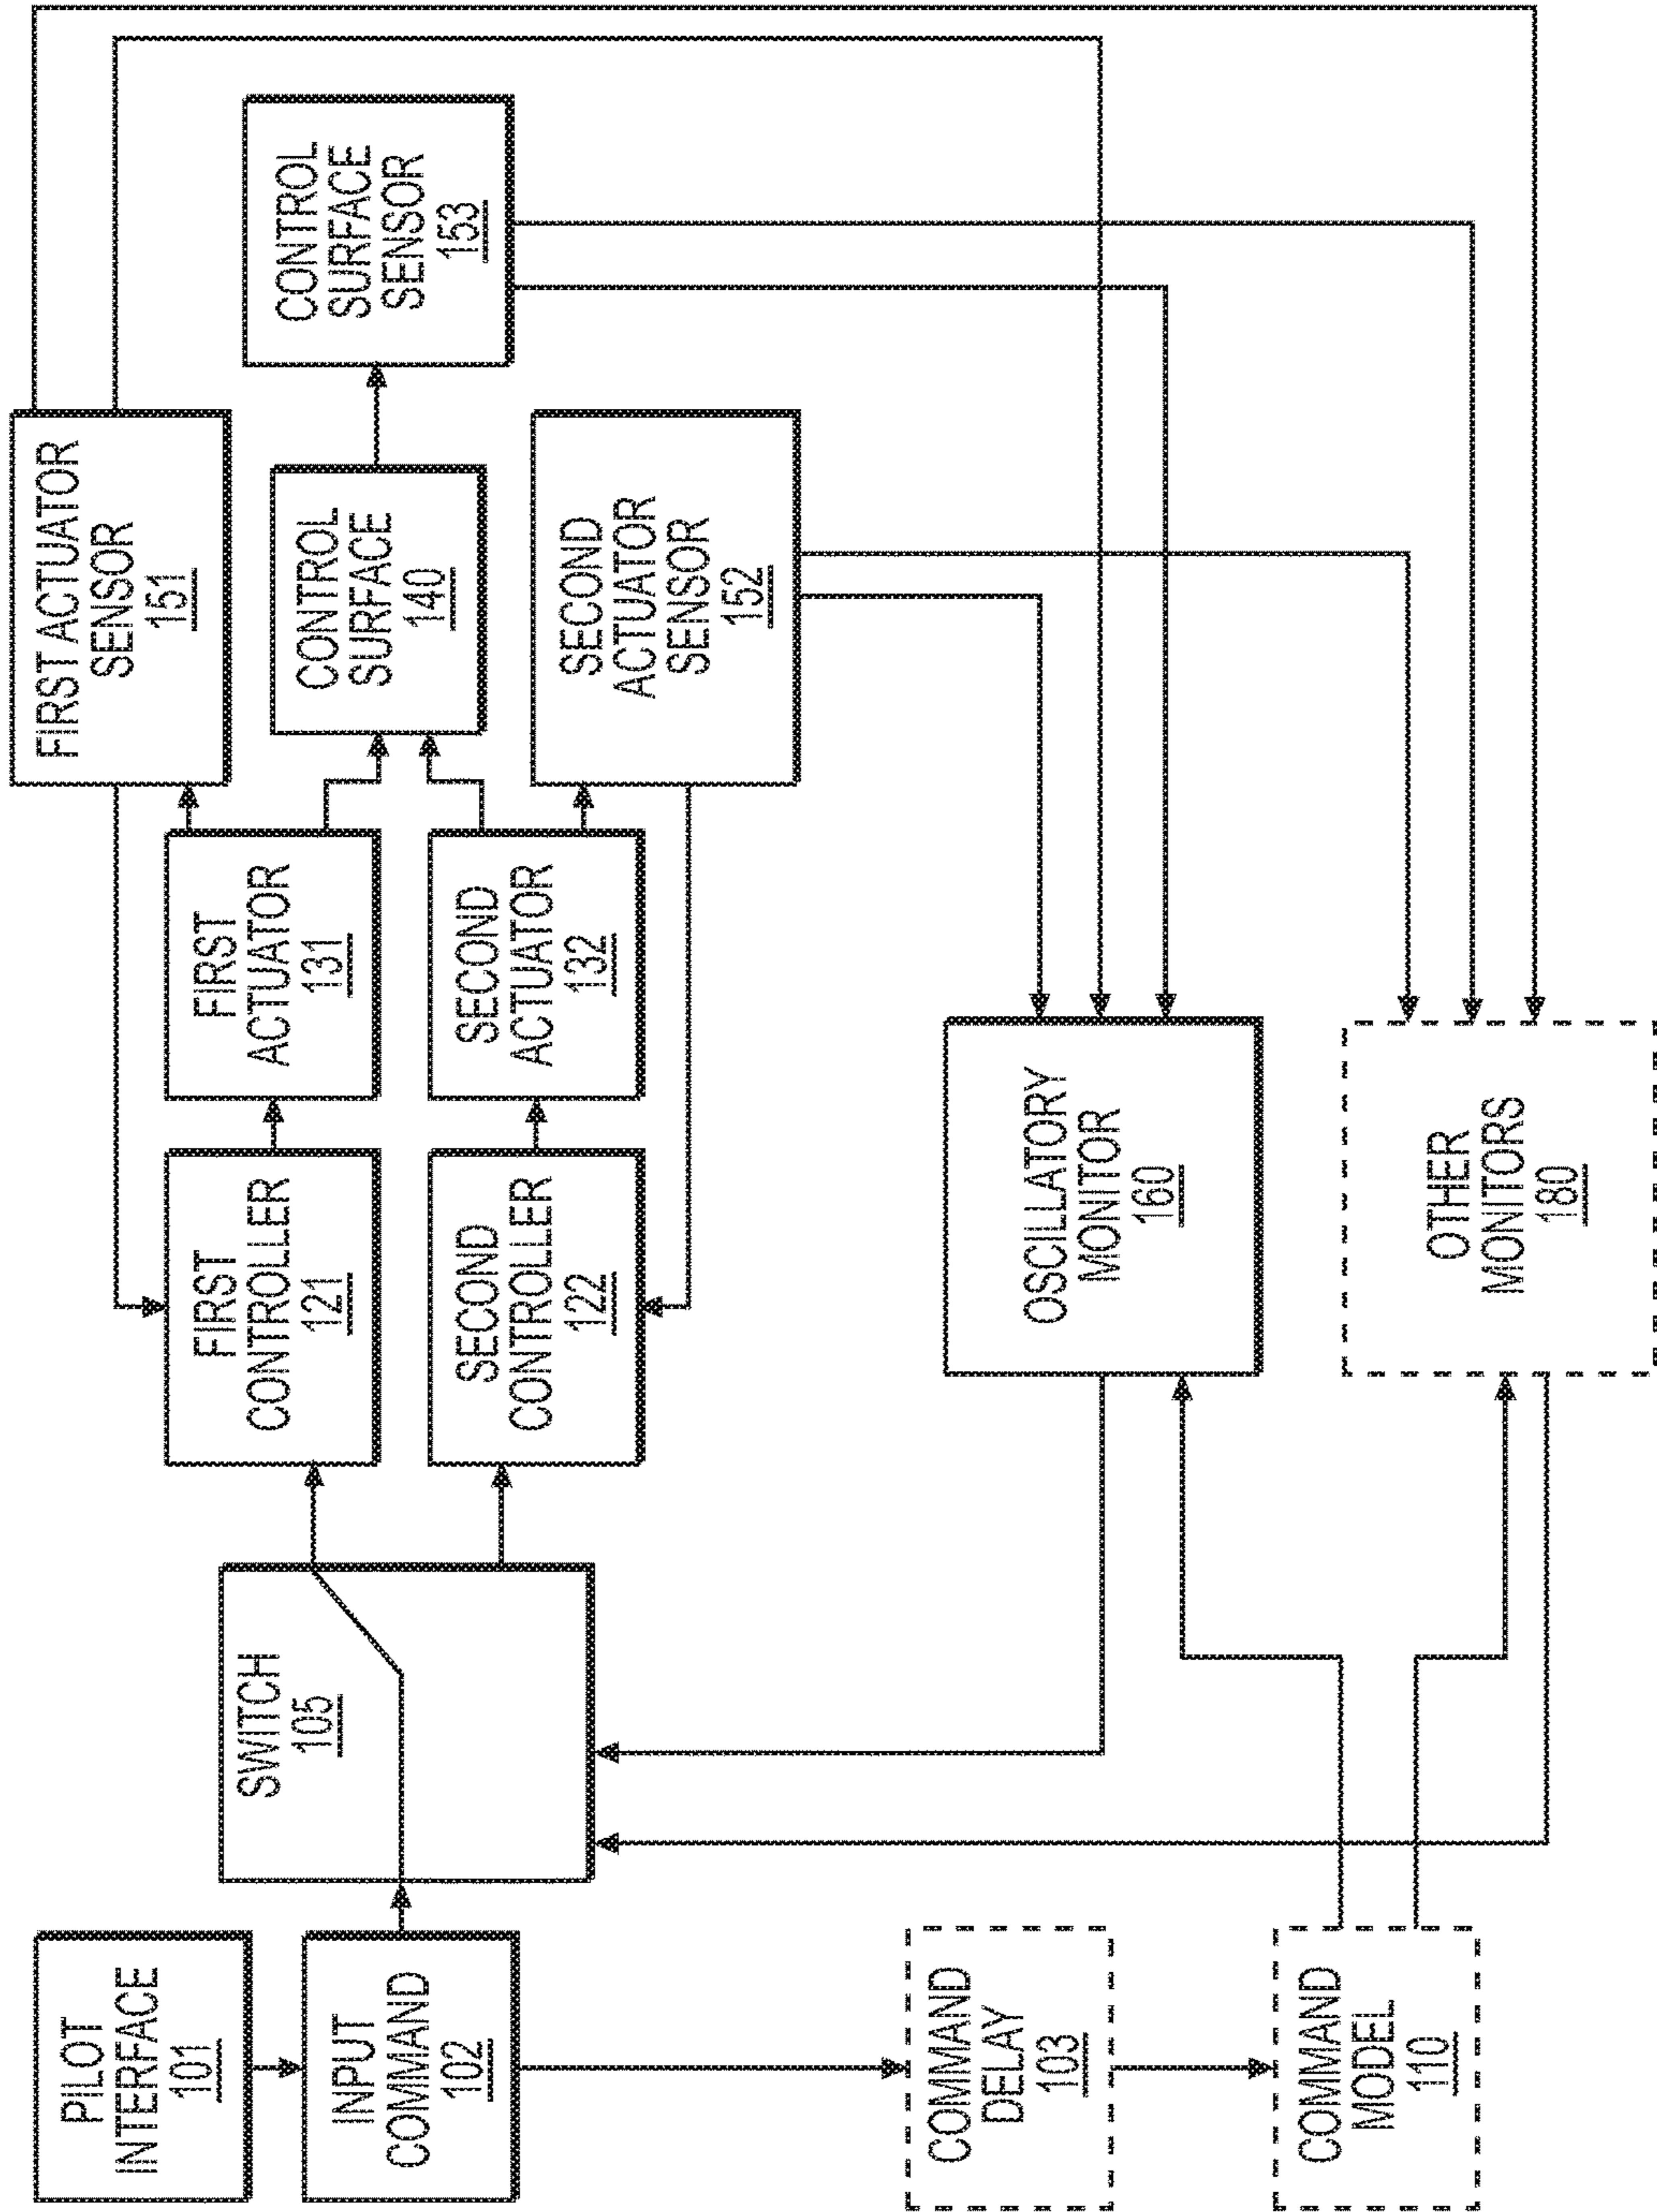 PILOT
INTERFACE
101
INPUT
COMMAND
102
COMMAND
DELAY
103
COMMAND
MODEL
110
SWITCH
105
FIRST
CONTROLLER
121
SECOND
CONTROLLER
122
FIRST
ACTUATOR
131
SECOND
ACTUATOR
132
FIRST ACTUATOR
SENSOR
151
CONTROL
SURFACE
140
SECOND
ACTUATOR
SENSOR
152
CONTROL
SURFACE
SENSOR
153
OSCILLATORY
MONITOR
160
OTHER
MONITORS
180